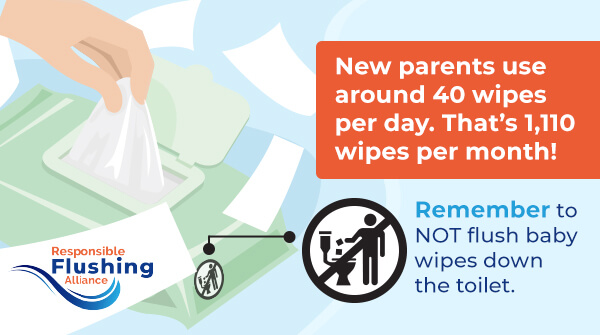 New parents use
around 40 wipes
per day. That's 1,110
wipes per month!
Remember to
NOT flush baby
wipes down
the toilet.
Responsible
Flushing
Alliance